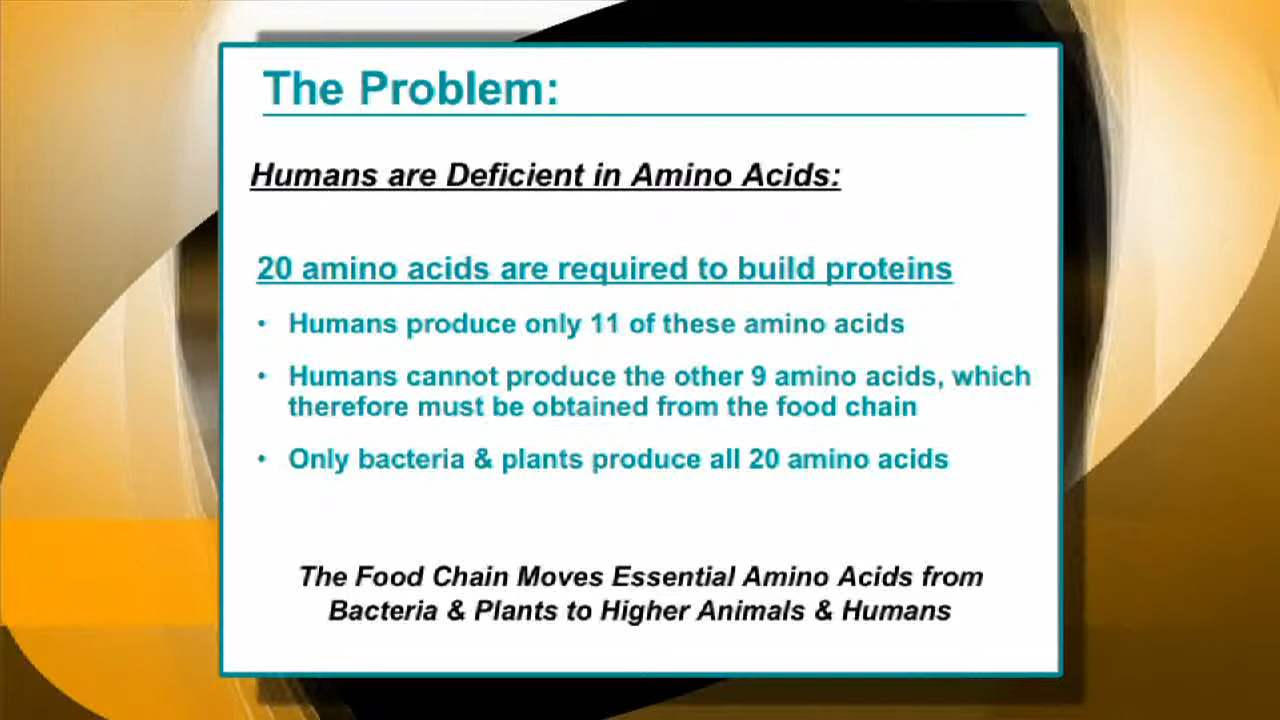 The Problem:
Humans are Deficient in Amino Acids:
20 amino acids are required to build proteins
• Humans produce only 11 of these amino acids
• Humans cannot produce the other 9 amino acids, which
therefore must be obtained from the food chain
• Only bacteria & plants produce all 20 amino acids
The Food Chain Moves Essential Amino Acids from
Bacteria & Plants to Higher Animals & Humans